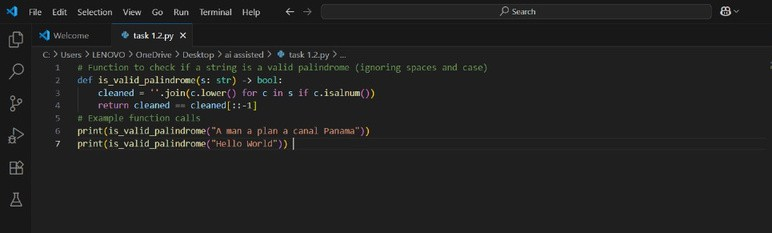 File Edit Selection View Go Run Terminal Help Search
Welcome task 1.2.py
C: > Users > LENOVO > OneDrive > Desktop > ai assisted > task 1.2.py > ...
1 # Function to check if a string is a valid palindrome (ignoring spaces and case)
2 def is_valid_palindrome(s: str) -> bool:
3 cleaned = ''.join(c.lower() for c in s if c.isalnum())
4 return cleaned == cleaned[::-1]
5 # Example function calls
6 print(is_valid_palindrome("A man a plan a canal Panama"))
7 print(is_valid_palindrome("Hello World"))